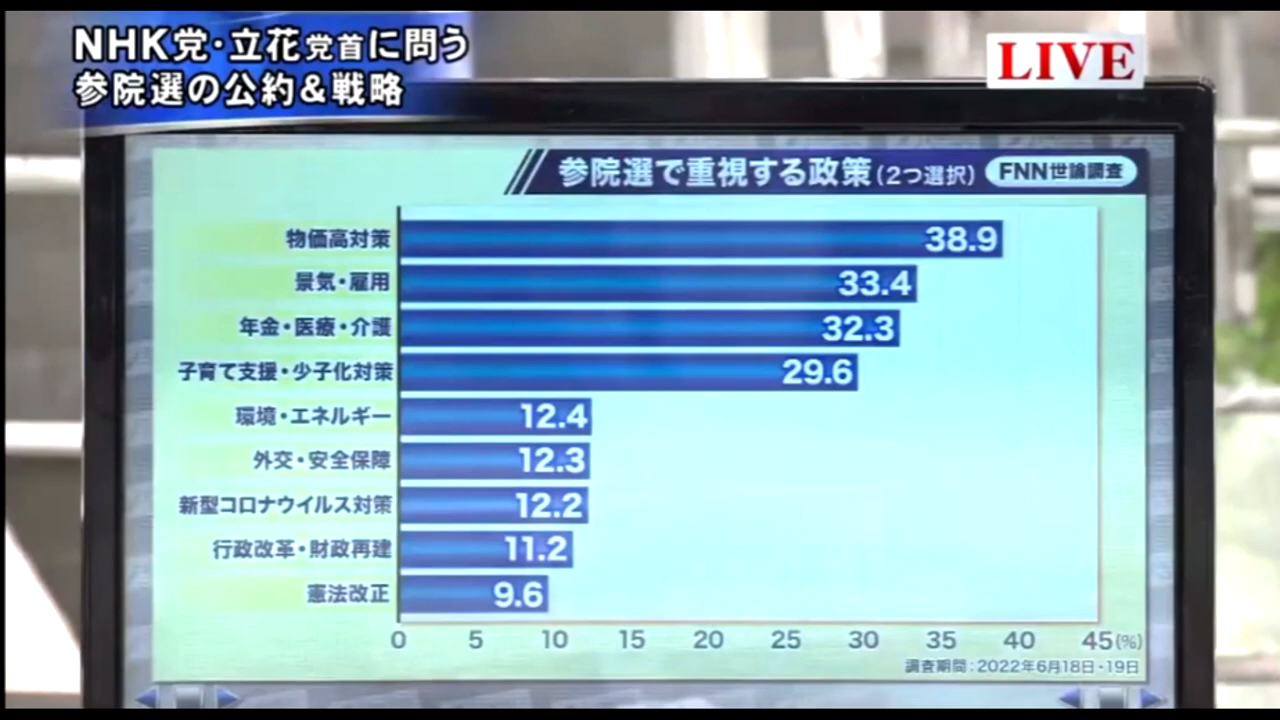 NHK党・立花党首に問う
参院選の公約&戦略
LIVE
参院選で重視する政策(2つ選択) FNN世論調査
物価高対策 38.9
景気・雇用 33.4
年金・医療・介護 32.3
子育て支援・少子化対策 29.6
環境・エネルギー 12.4
外交・安全保障 12.3
新型コロナウイルス対策 12.2
行政改革・財政再建 11.2
憲法改正 9.6
0 5 10 15 20 25 30 35 40 45(%)
調査期間:2022年6月18日・19日